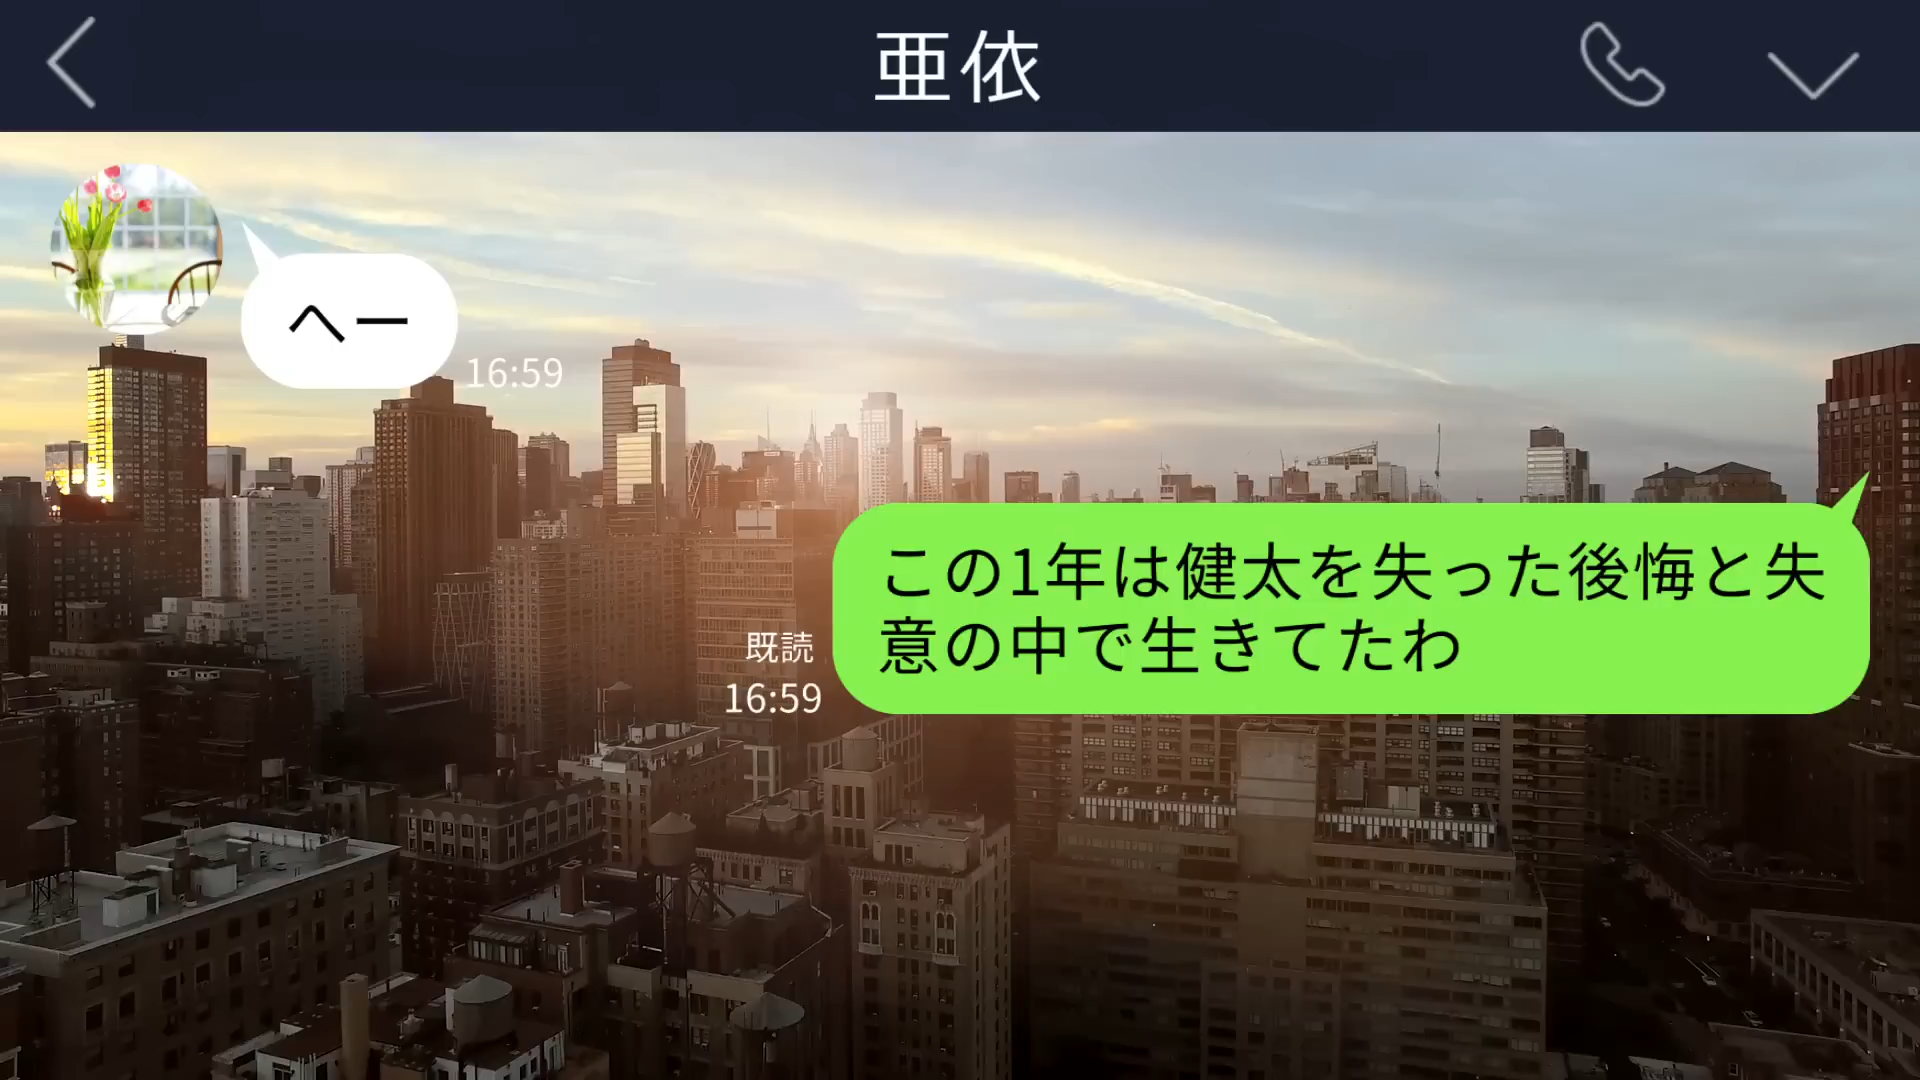 亜依
へー
16:59
この1年は健太を失った後悔と失
意の中で生きてたわ
既読
16:59